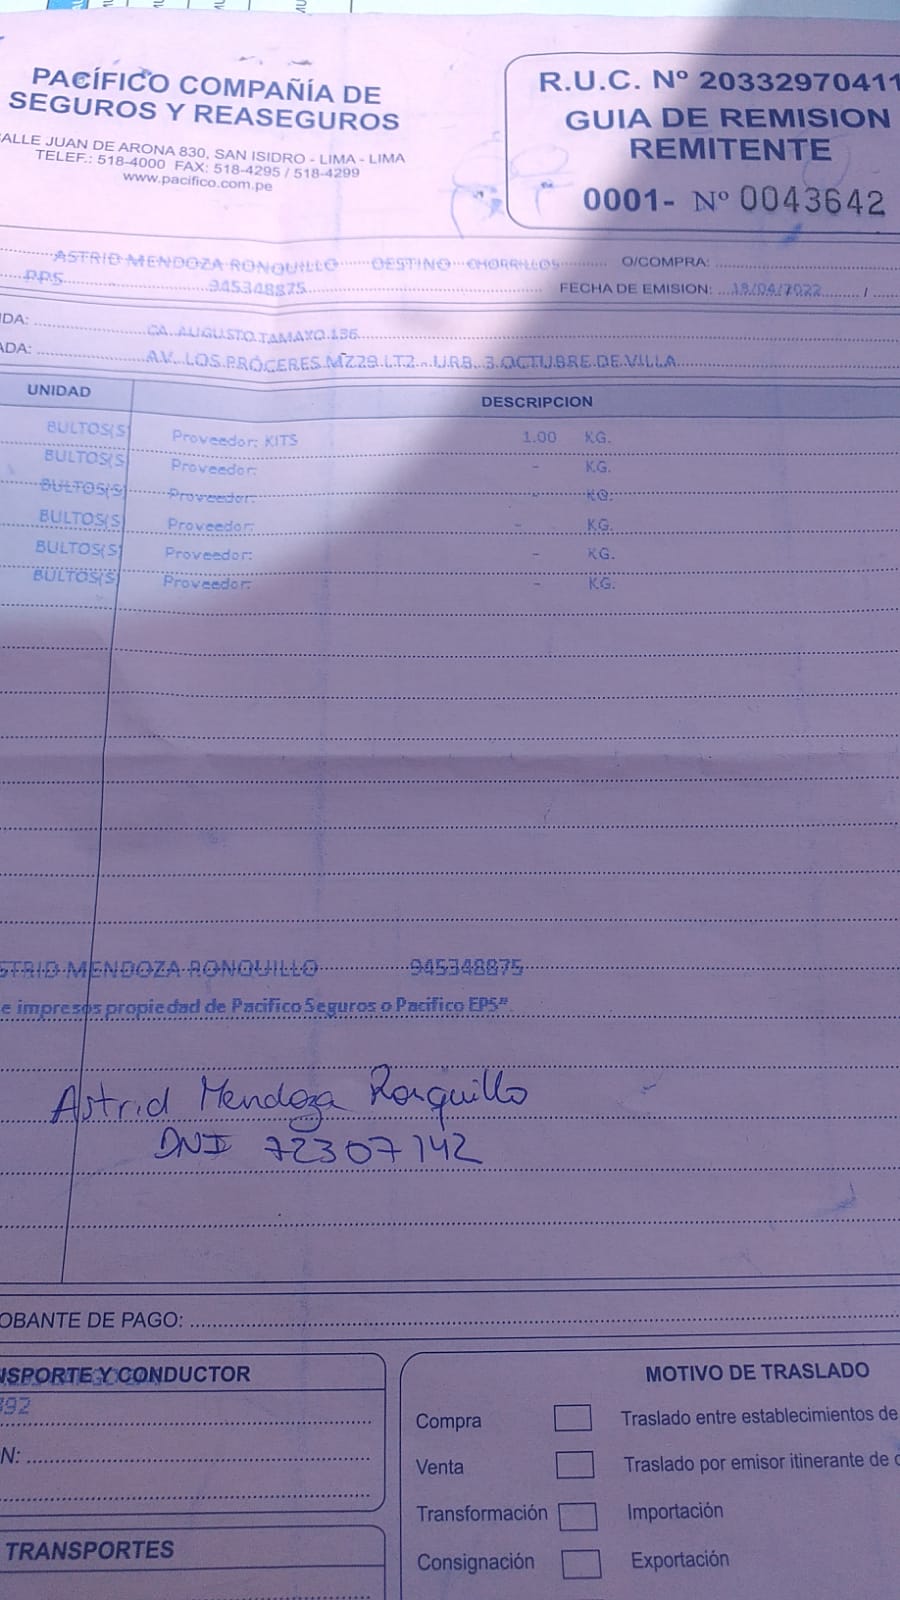 PACÍFICO COMPAÑÍA DE
SEGUROS Y REASEGUROS
ALLE JUAN DE ARONA 830, SAN ISIDRO - LIMA - LIMA
TELEF.: 518-4000 FAX: 518-4295 / 518-4299
www.pacifico.com.pe
R.U.C. Nº 20332970411
GUIA DE REMISION
REMITENTE
0001- Nº 0043642
ASTRID MENDOZA RONQUILLO DESTINO CHORRILLOS O/COMPRA:
PPS 945348875 FECHA DE EMISION: 18/04/2022 /
IDA: CA. AUGUSTO TAMAYO 136
ADA: AV. LOS PRÓCERES MZ29 LT2 - URB. 3 OCTUBRE DE VILLA
UNIDAD DESCRIPCION
BULTOS(S) Proveedor: KITS 1.00 KG.
BULTOS(S) Proveedor: - KG.
BULTOS(S) Proveedor: - KG.
BULTOS(S) Proveedor: - KG.
BULTOS(S) Proveedor: - KG.
BULTOS(S) Proveedor: - KG.
STRID MENDOZA RONQUILLO 945348875
e impresos propiedad de Pacifico Seguros o Pacifico EPS".
Astrid Mendoza Ronquillo
DNI 72307142
OBANTE DE PAGO:
NSPORTE Y CONDUCTOR
392
N:
TRANSPORTES
MOTIVO DE TRASLADO
Compra Traslado entre establecimientos de
Venta Traslado por emisor itinerante de
Transformación Importación
Consignación Exportación